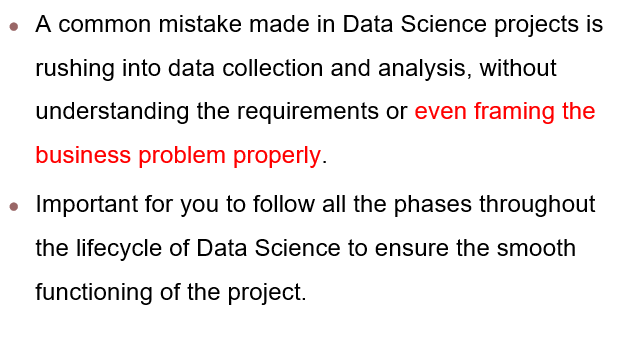 • A common mistake made in Data Science projects is
rushing into data collection and analysis, without
understanding the requirements or even framing the
business problem properly.
• Important for you to follow all the phases throughout
the lifecycle of Data Science to ensure the smooth
functioning of the project.